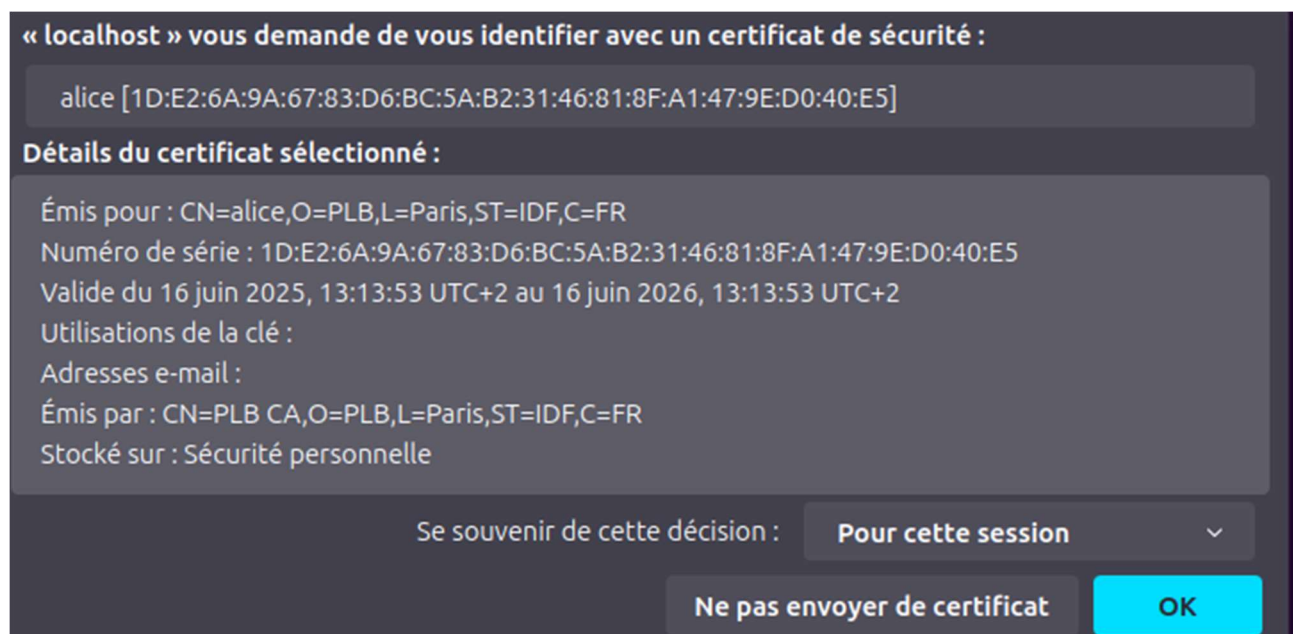 « localhost » vous demande de vous identifier avec un certificat de sécurité :
alice [1D:E2:6A:9A:67:83:D6:BC:5A:B2:31:46:81:8F:A1:47:9E:D0:40:E5]
Détails du certificat sélectionné :
Émis pour : CN=alice,O=PLB,L=Paris,ST=IDF,C=FR
Numéro de série : 1D:E2:6A:9A:67:83:D6:BC:5A:B2:31:46:81:8F:A1:47:9E:D0:40:E5
Valide du 16 juin 2025, 13:13:53 UTC+2 au 16 juin 2026, 13:13:53 UTC+2
Utilisations de la clé :
Adresses e-mail :
Émis par : CN=PLB CA,O=PLB,L=Paris,ST=IDF,C=FR
Stocké sur : Sécurité personnelle
Se souvenir de cette décision : Pour cette session
Ne pas envoyer de certificat OK